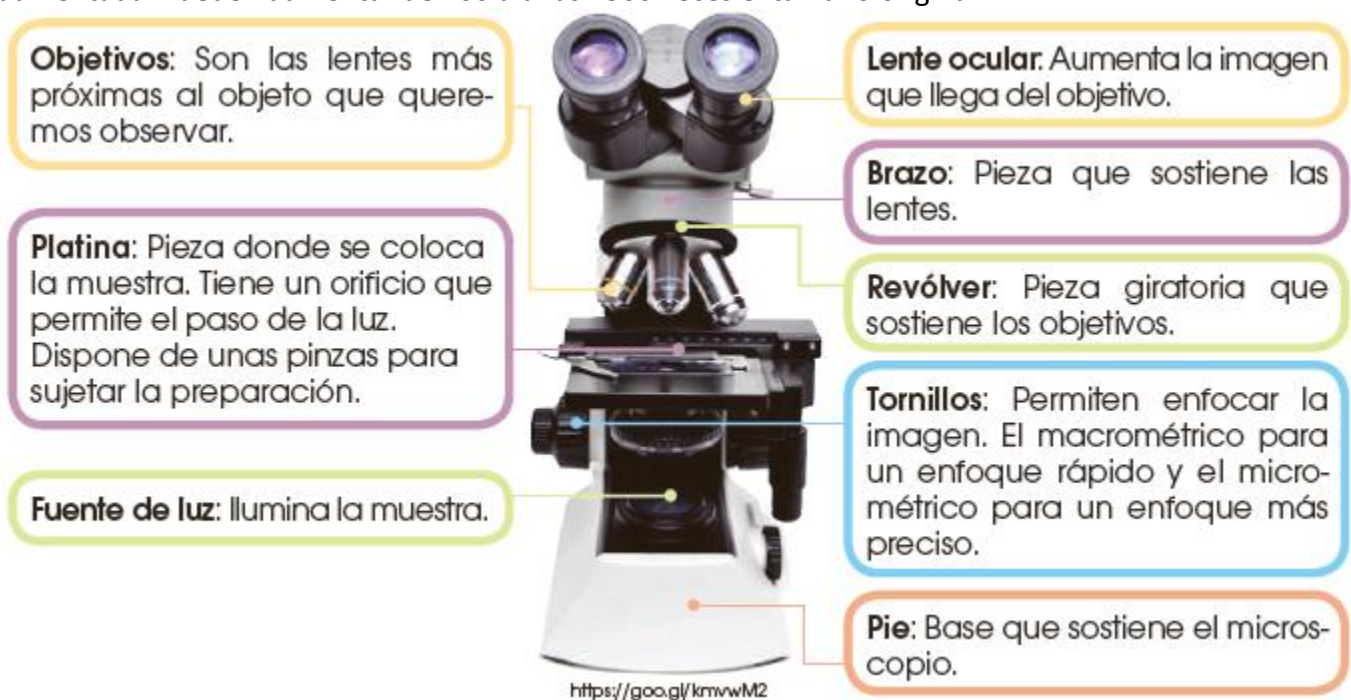 Objetivos: Son las lentes más
próximas al objeto que quere-
mos observar.
Platina: Pieza donde se coloca
la muestra. Tiene un orificio que
permite el paso de la luz.
Dispone de unas pinzas para
sujetar la preparación.
Fuente de luz: Ilumina la muestra.
Lente ocular: Aumenta la imagen
que llega del objetivo.
Brazo: Pieza que sostiene las
lentes.
Revólver: Pieza giratoria que
sostiene los objetivos.
Tornillos: Permiten enfocar la
imagen. El macrométrico para
un enfoque rápido y el micro-
métrico para un enfoque más
preciso.
Pie: Base que sostiene el micros-
copio.
https://goo.gl/kmvwM2